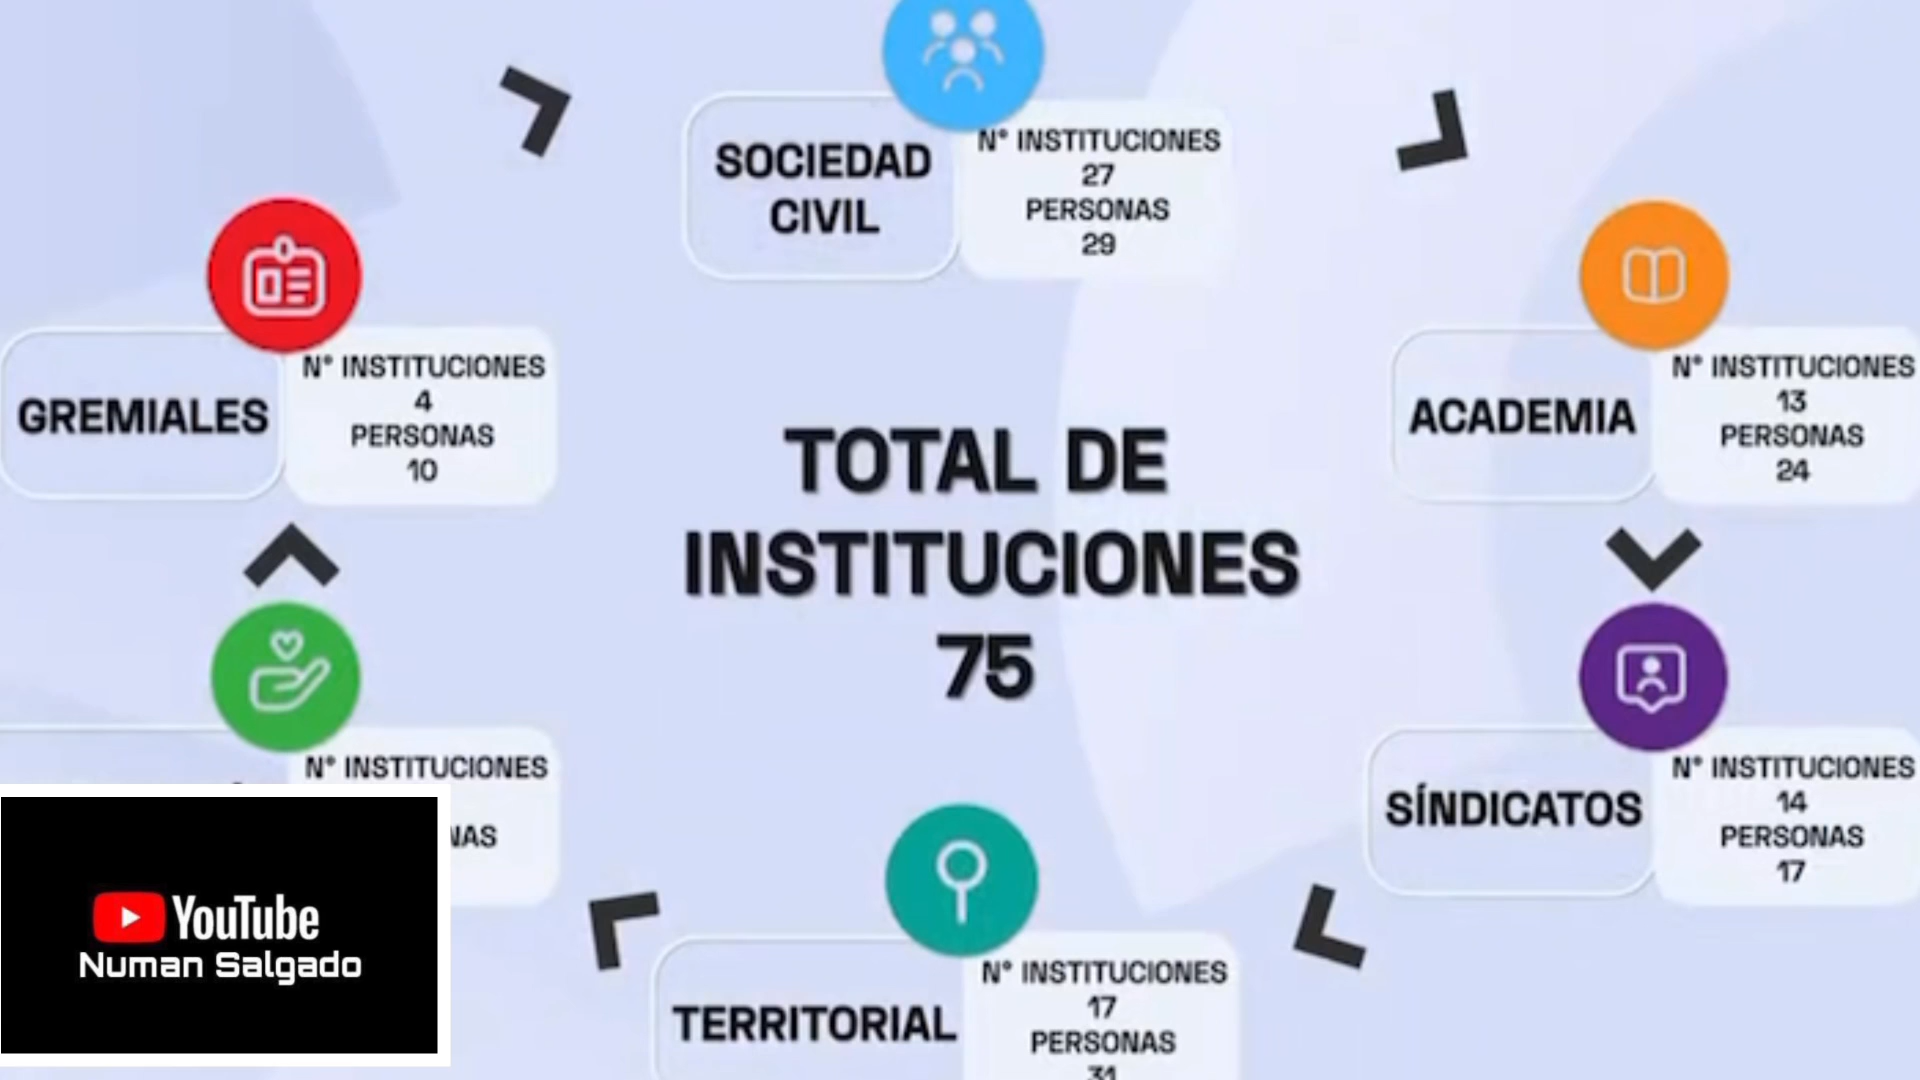 SOCIEDAD
CIVIL
N° INSTITUCIONES
27
PERSONAS
29
GREMIALES
N° INSTITUCIONES
4
PERSONAS
10
ACADEMIA
N° INSTITUCIONES
13
PERSONAS
24
TOTAL DE
INSTITUCIONES
75
N° INSTITUCIONES
SÍNDICATOS
N° INSTITUCIONES
14
PERSONAS
17
TERRITORIAL
N° INSTITUCIONES
17
PERSONAS
31
YouTube
Numan Salgado